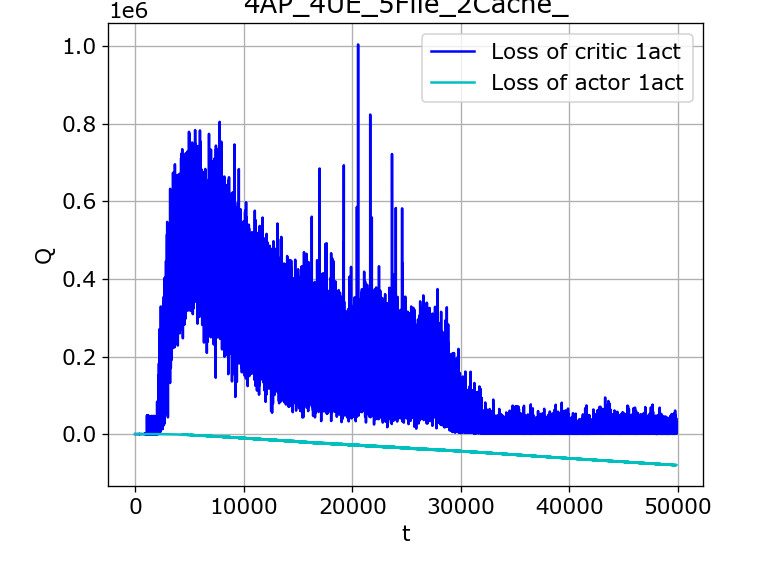 4AP_4UE_5File_2Cache_
1e6
Loss of critic 1act
Loss of actor 1act
1.0
0.8
0.6
0.4
0.2
0.0
Q
0 10000 20000 30000 40000 50000
t